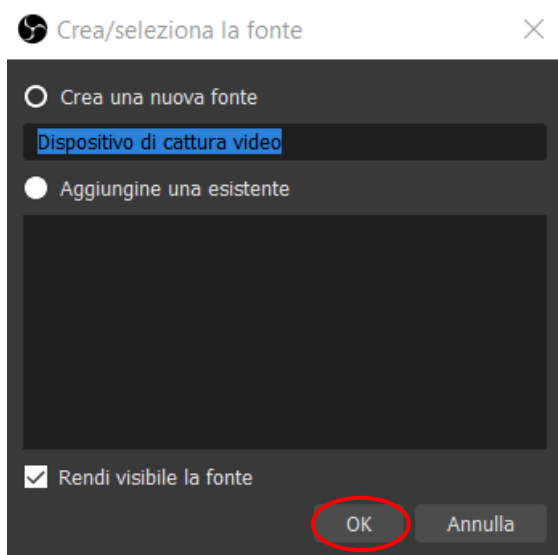 Crea/seleziona la fonte
Crea una nuova fonte
Dispositivo di cattura video
Aggiungine una esistente
Rendi visibile la fonte
OK Annulla